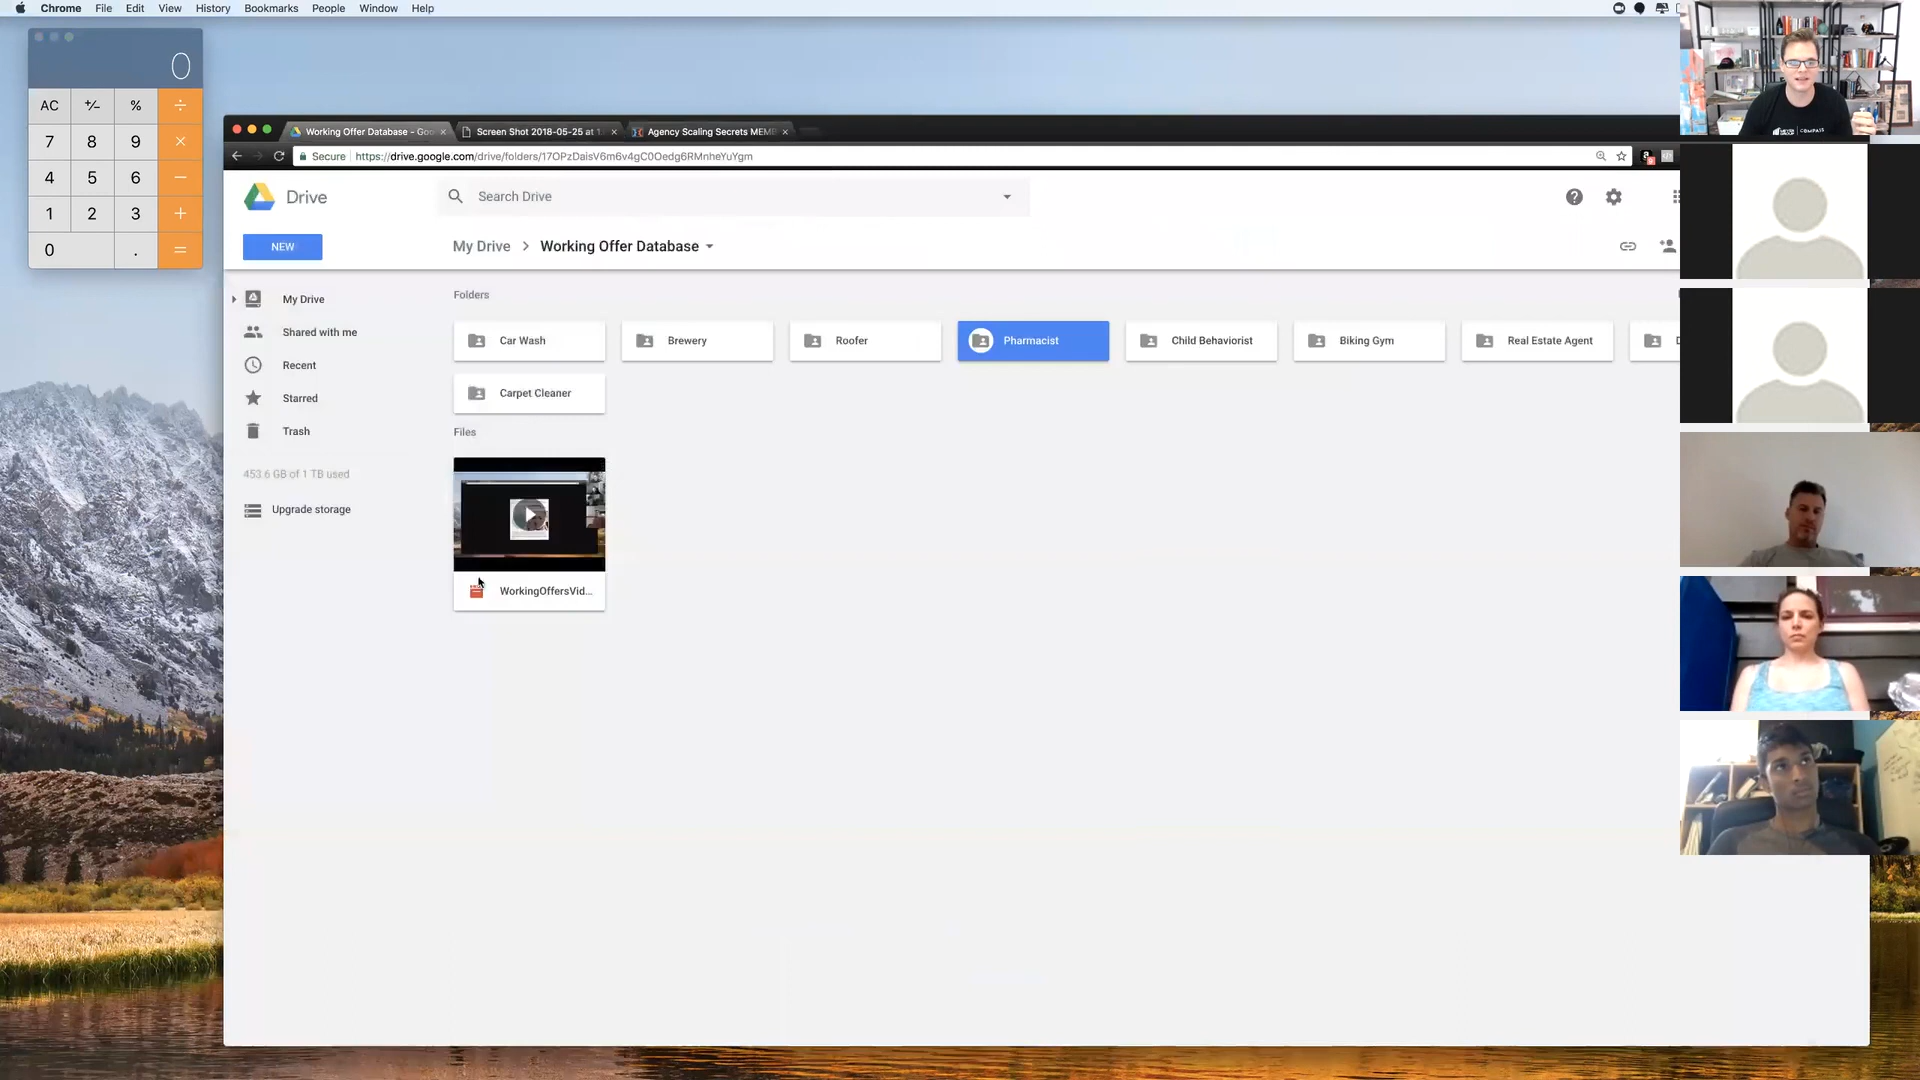 Chrome File Edit View History Bookmarks People Window Help
0
AC +/- % ÷
7 8 9 ×
4 5 6 −
1 2 3 +
0 . =
Working Offer Database - Goo
Screen Shot 2018-05-25 at 1
Agency Scaling Secrets MEMB
Secure https://drive.google.com/drive/folders/17OPzDaisV6m6v4gC0Oedg6RMnheYuYgm
Drive
Search Drive
NEW
My Drive > Working Offer Database
My Drive
Shared with me
Recent
Starred
Trash
453.6 GB of 1 TB used
Upgrade storage
Folders
Car Wash
Brewery
Roofer
Pharmacist
Child Behaviorist
Biking Gym
Real Estate Agent
Carpet Cleaner
Files
WorkingOffersVid...
COMPASS